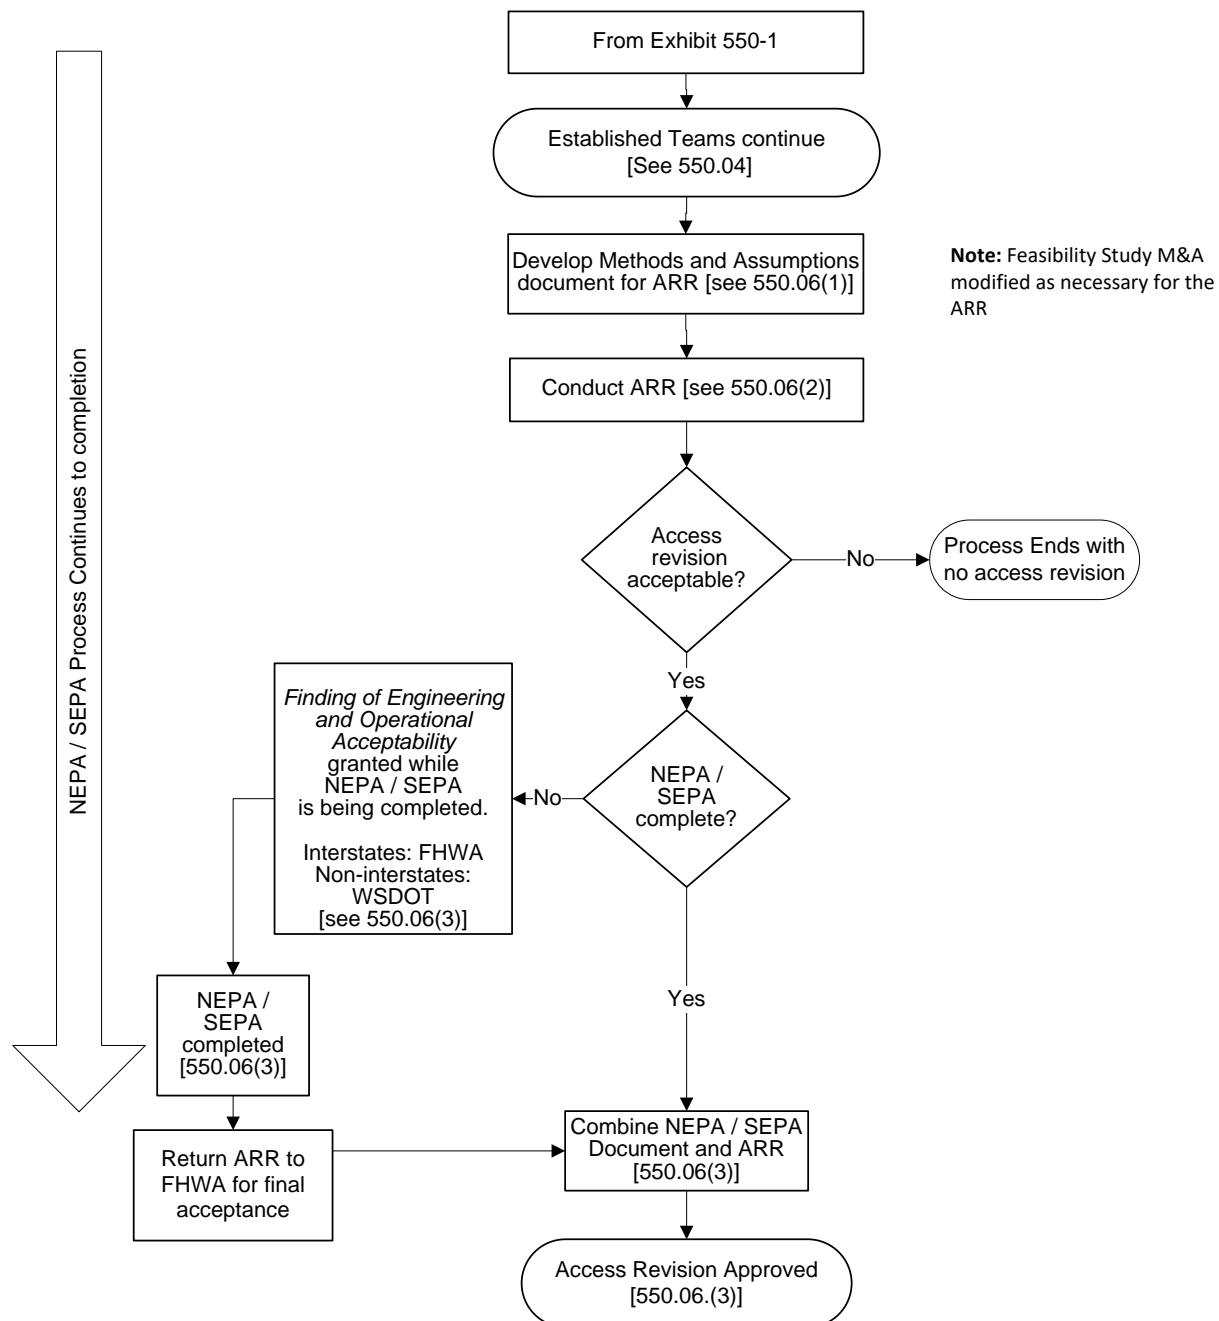 From Exhibit 550-1
Established Teams continue
[See 550.04]
Develop Methods and Assumptions
document for ARR [see 550.06(1)]
Note: Feasibility Study M&A
modified as necessary for the
ARR
Conduct ARR [see 550.06(2)]
NEPA / SEPA Process Continues to completion
Access
revision
acceptable?
No
Process Ends with
no access revision
Yes
Finding of Engineering
and Operational
Acceptability
granted while
NEPA / SEPA
is being completed.
Interstates: FHWA
Non-interstates:
WSDOT
[see 550.06(3)]
No
NEPA /
SEPA
complete?
Yes
NEPA /
SEPA
completed
[550.06(3)]
Return ARR to
FHWA for final
acceptance
Combine NEPA / SEPA
Document and ARR
[550.06(3)]
Access Revision Approved
[550.06.(3)]